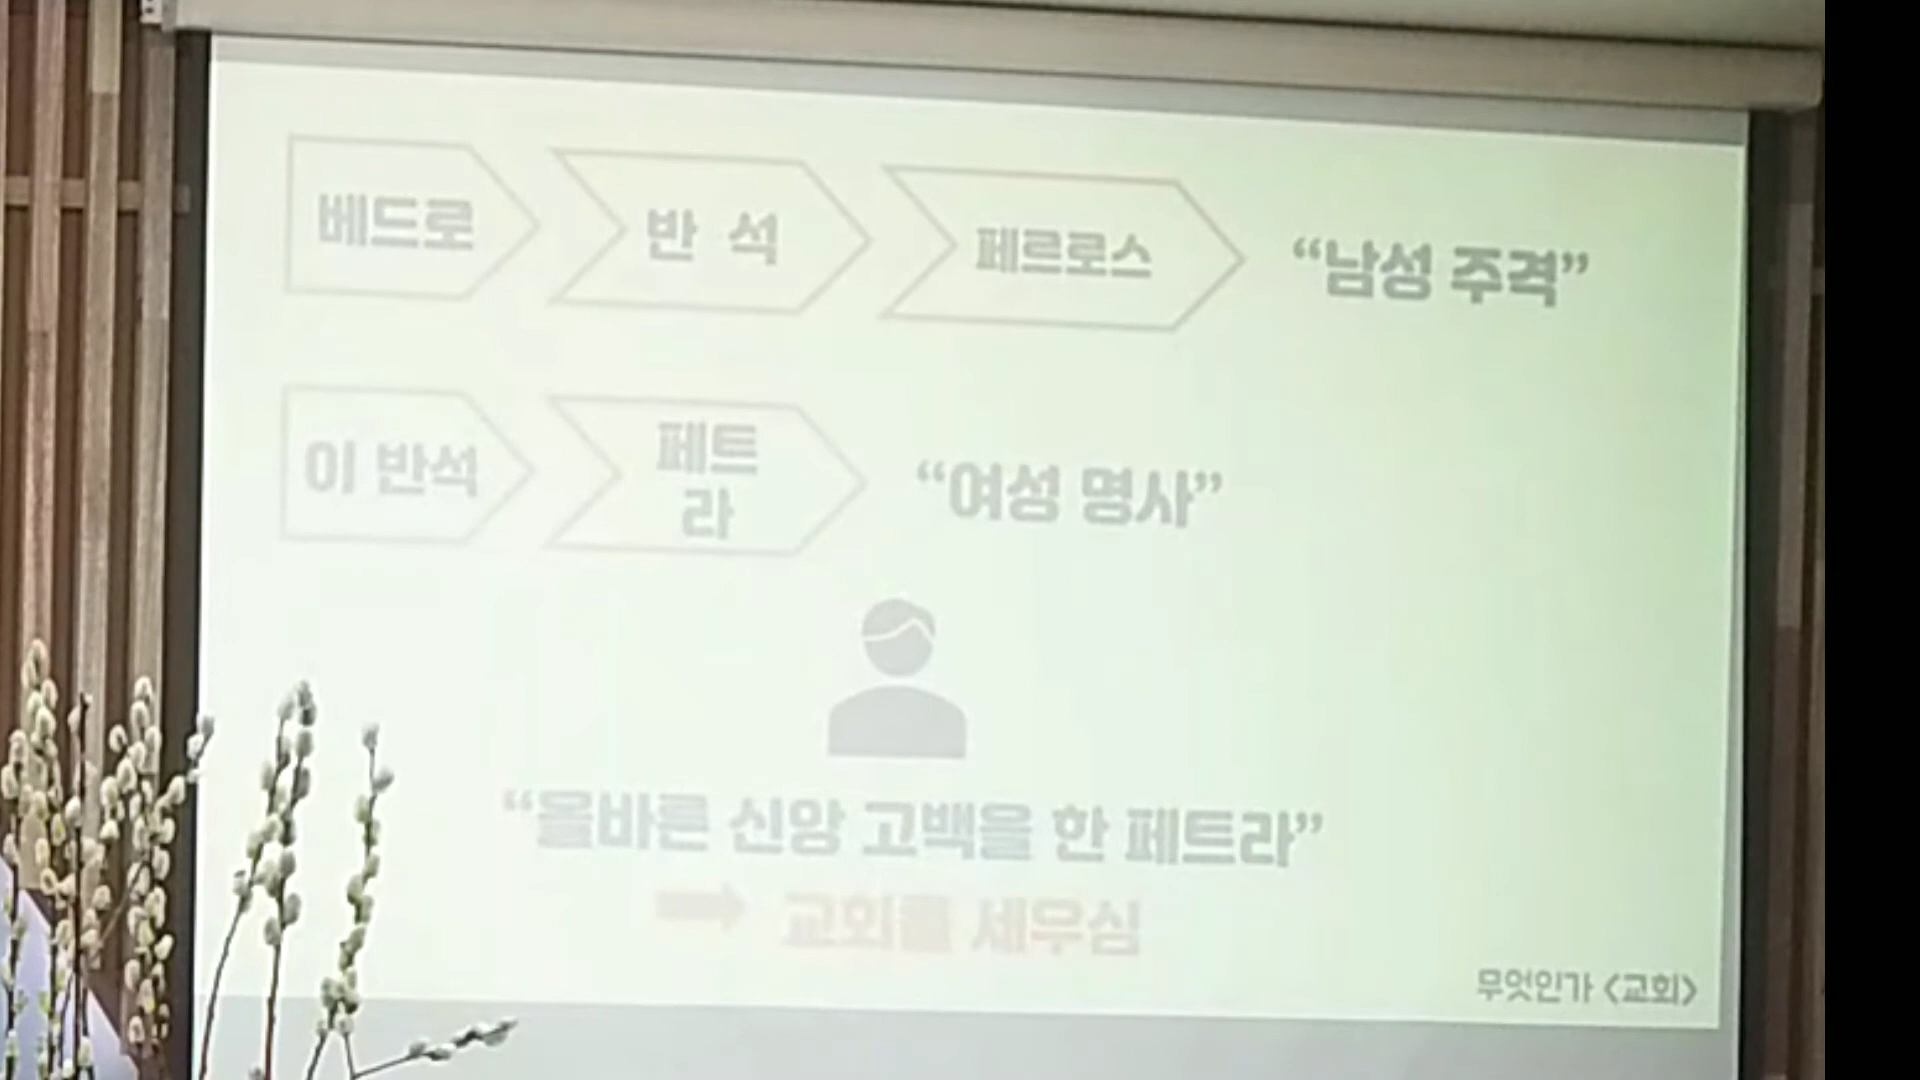 베드로
반 석
페르로스
“남성 주격”
이 반석
페트
라
“여성 명사”
“올바른 신앙 고백을 한 페트라”
교회를 세우심
무엇인가 <교회>